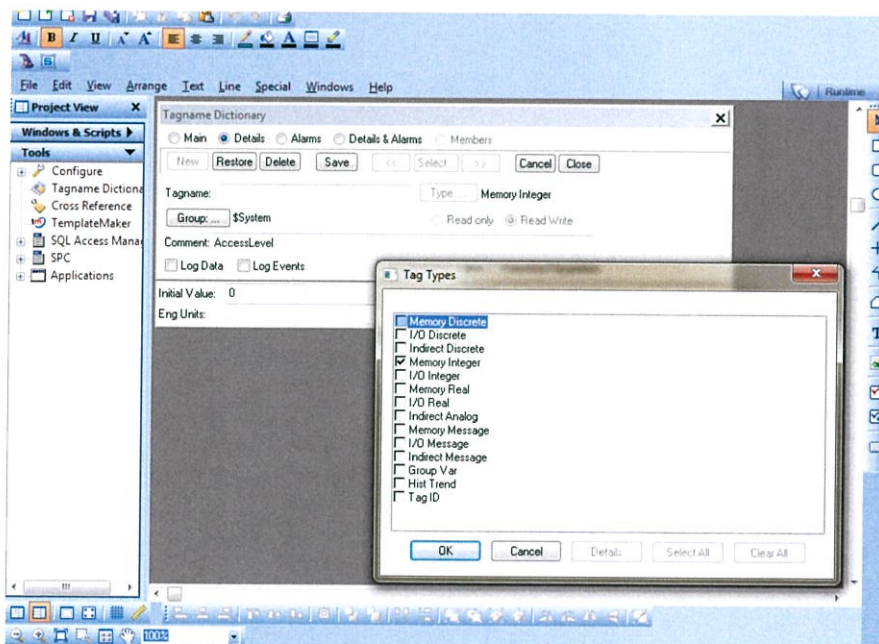 B I U A A A
File Edit View Arrange Text Line Special Windows Help
Runtime
Project View X
Windows & Scripts
Tools
Configure
Tagname Dictiona
Cross Reference
TemplateMaker
SQL Access Mana
SPC
Applications
Tagname Dictionary
Main Details Alarms Details & Alarms Members
New Restore Delete Save << Select >> Cancel Close
Tagname: Type ... Memory Integer
Group: ... $System Read only Read Write
Comment: AccessLevel
Log Data Log Events
Initial Value: 0
Eng Units:
Tag Types
Memory Discrete
I/O Discrete
Indirect Discrete
Memory Integer
I/O Integer
Memory Real
I/O Real
Indirect Analog
Memory Message
I/O Message
Indirect Message
Group Var
Hist Trend
Tag ID
OK Cancel Details Select All Clear All
100%